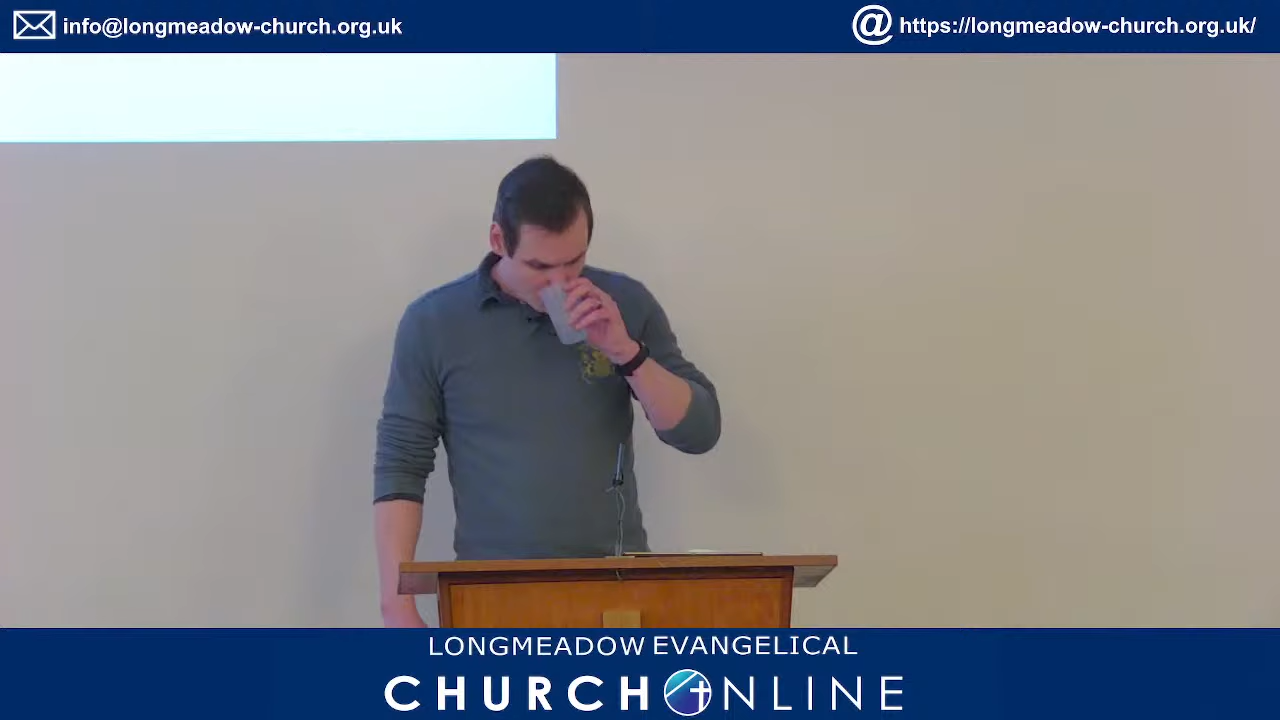 info@longmeadow-church.org.uk
@ https://longmeadow-church.org.uk/
LONGMEADOW EVANGELICAL
CHURCH ONLINE